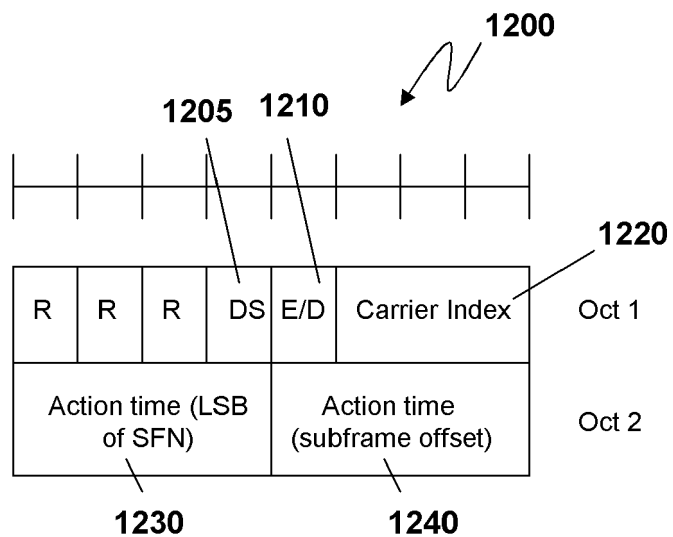 1200
1205
1210
1220
R R R DS E/D Carrier Index Oct 1
Action time (LSB
of SFN)
Action time
(subframe offset)
Oct 2
1230
1240